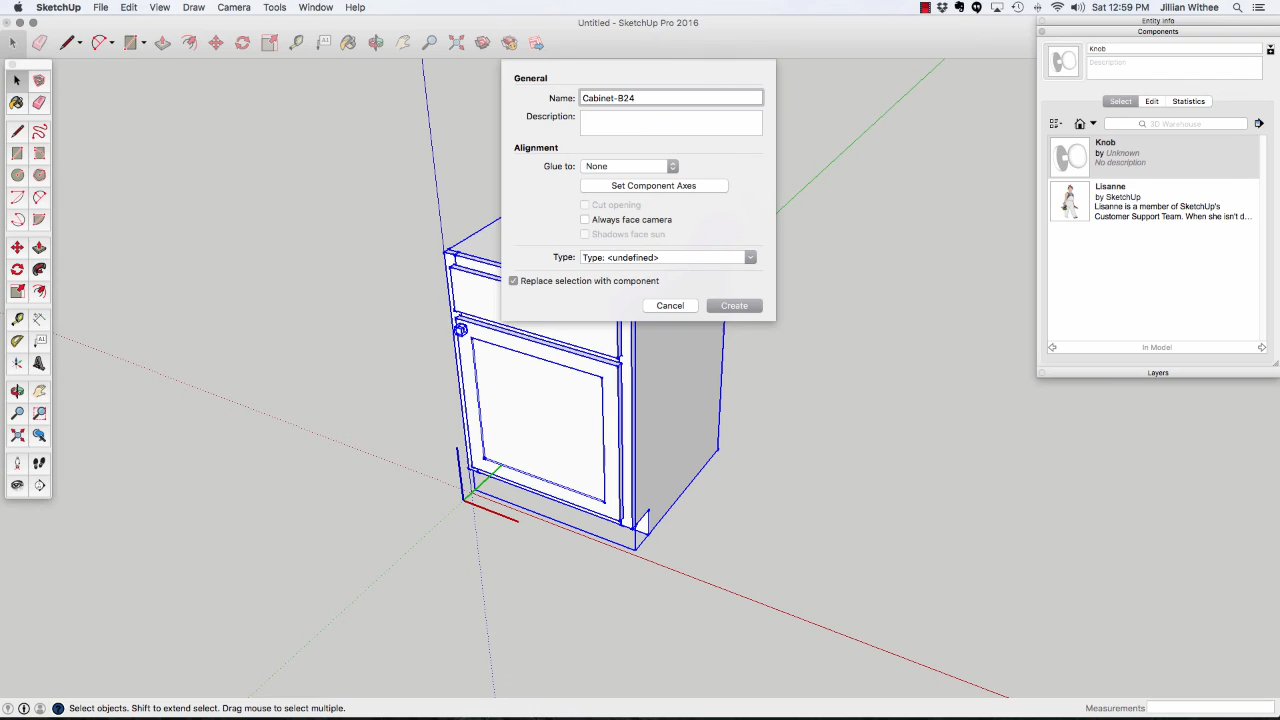 SketchUp File Edit View Draw Camera Tools Window Help
Sat 12:59 PM Jillian Withee
Untitled - SketchUp Pro 2016
General
Name: Cabinet-B24
Description:
Alignment
Glue to: None
Set Component Axes
Cut opening
Always face camera
Shadows face sun
Type: Type: <undefined>
Replace selection with component
Cancel Create
Entity Info
Components
Knob
Description
Select Edit Statistics
3D Warehouse
Knob
by Unknown
No description
Lisanne
by SketchUp
Lisanne is a member of SketchUp's
Customer Support Team. When she isn't d...
In Model
Layers
Select objects. Shift to extend select. Drag mouse to select multiple.
Measurements